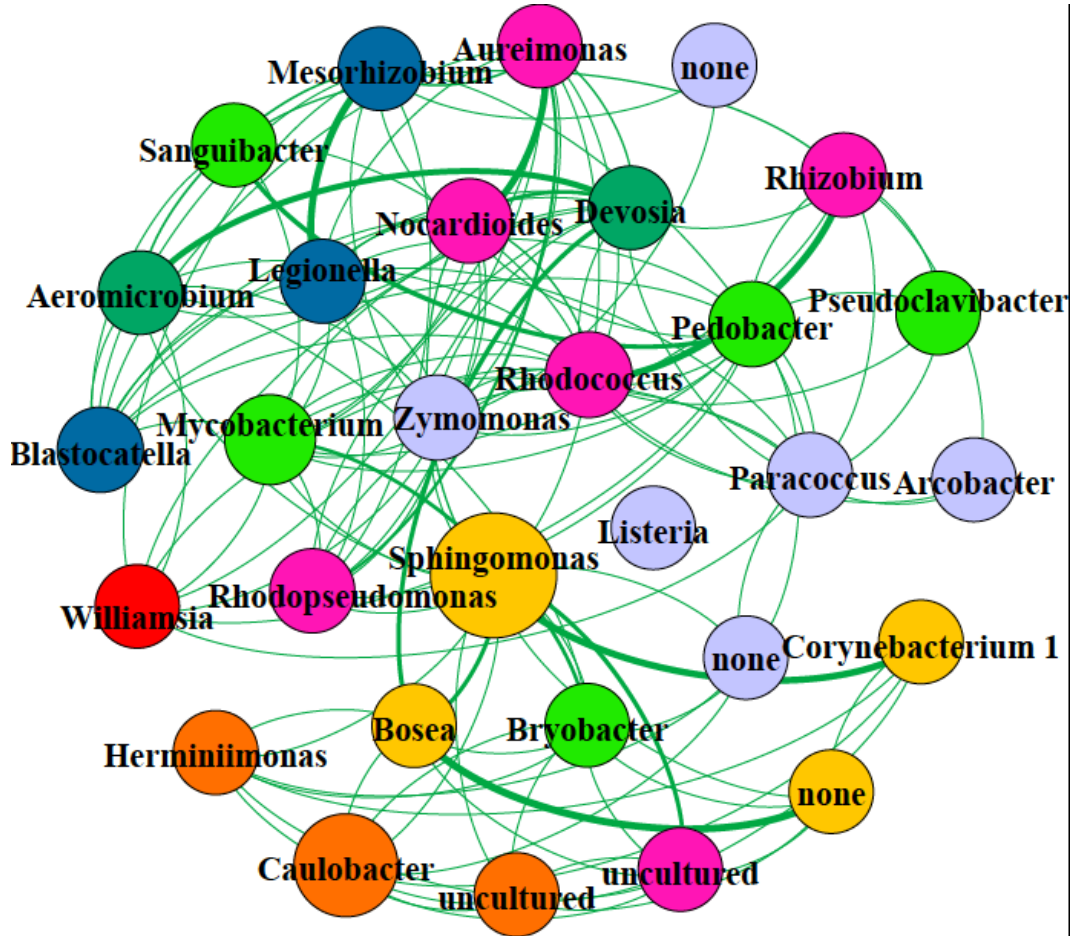 Aureimonas
Mesorhizobium
none
Sanguibacter
Rhizobium
Nocardioides
Devosia
Legionella
Aeromicrobium
Pseudoclavibacter
Pedobacter
Rhodococcus
Mycobacterium
Zymomonas
Blastocatella
Paracoccus
Arcobacter
Listeria
Sphingomonas
Rhodopseudomonas
Williamsia
none
Corynebacterium 1
Bosea
Bryobacter
Herminiimonas
none
Caulobacter
uncultured
uncultured